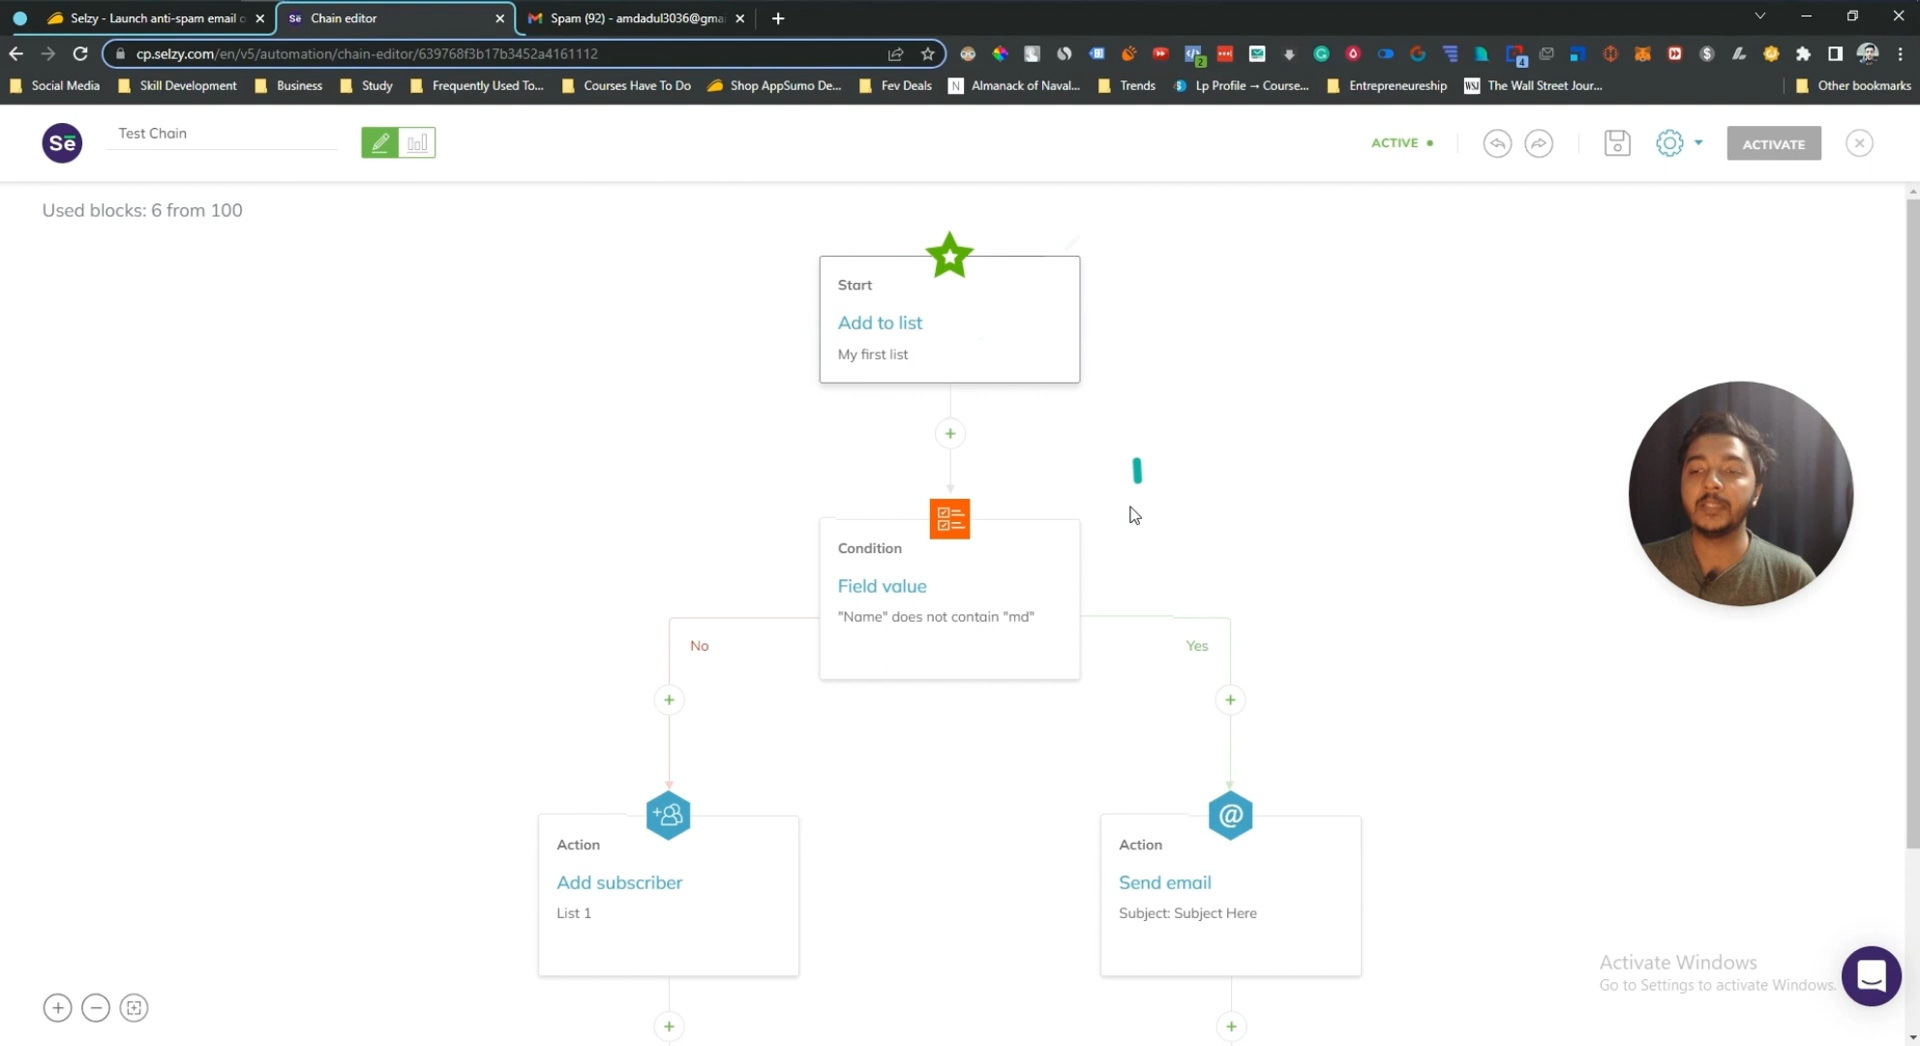 Selzy - Launch anti-spam email c
Chain editor
Spam (92) - amdadul3036@gma
cp.selzy.com/en/v5/automation/chain-editor/639768f3b17b3452a4161112
2
4
Social Media
Skill Development
Business
Study
Frequently Used To...
Courses Have To Do
Shop AppSumo De...
Fev Deals
N
Almanack of Naval...
Trends
Lp Profile → Course...
Entrepreneurship
WSJ
The Wall Street Jour...
Other bookmarks
Sē
Test Chain
ACTIVE
ACTIVATE
Used blocks: 6 from 100
Start
Add to list
My first list
Condition
Field value
"Name" does not contain "md"
No
Yes
Action
Add subscriber
List 1
@
Action
Send email
Subject: Subject Here
Activate Windows
Go to Settings to activate Windows.